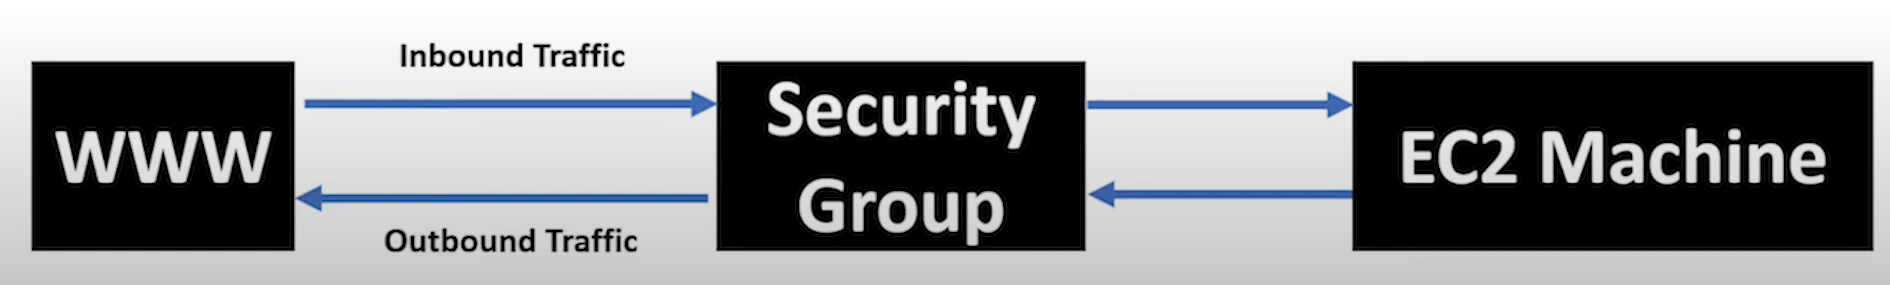 Inbound Traffic
WWW
Security
Group
EC2 Machine
Outbound Traffic